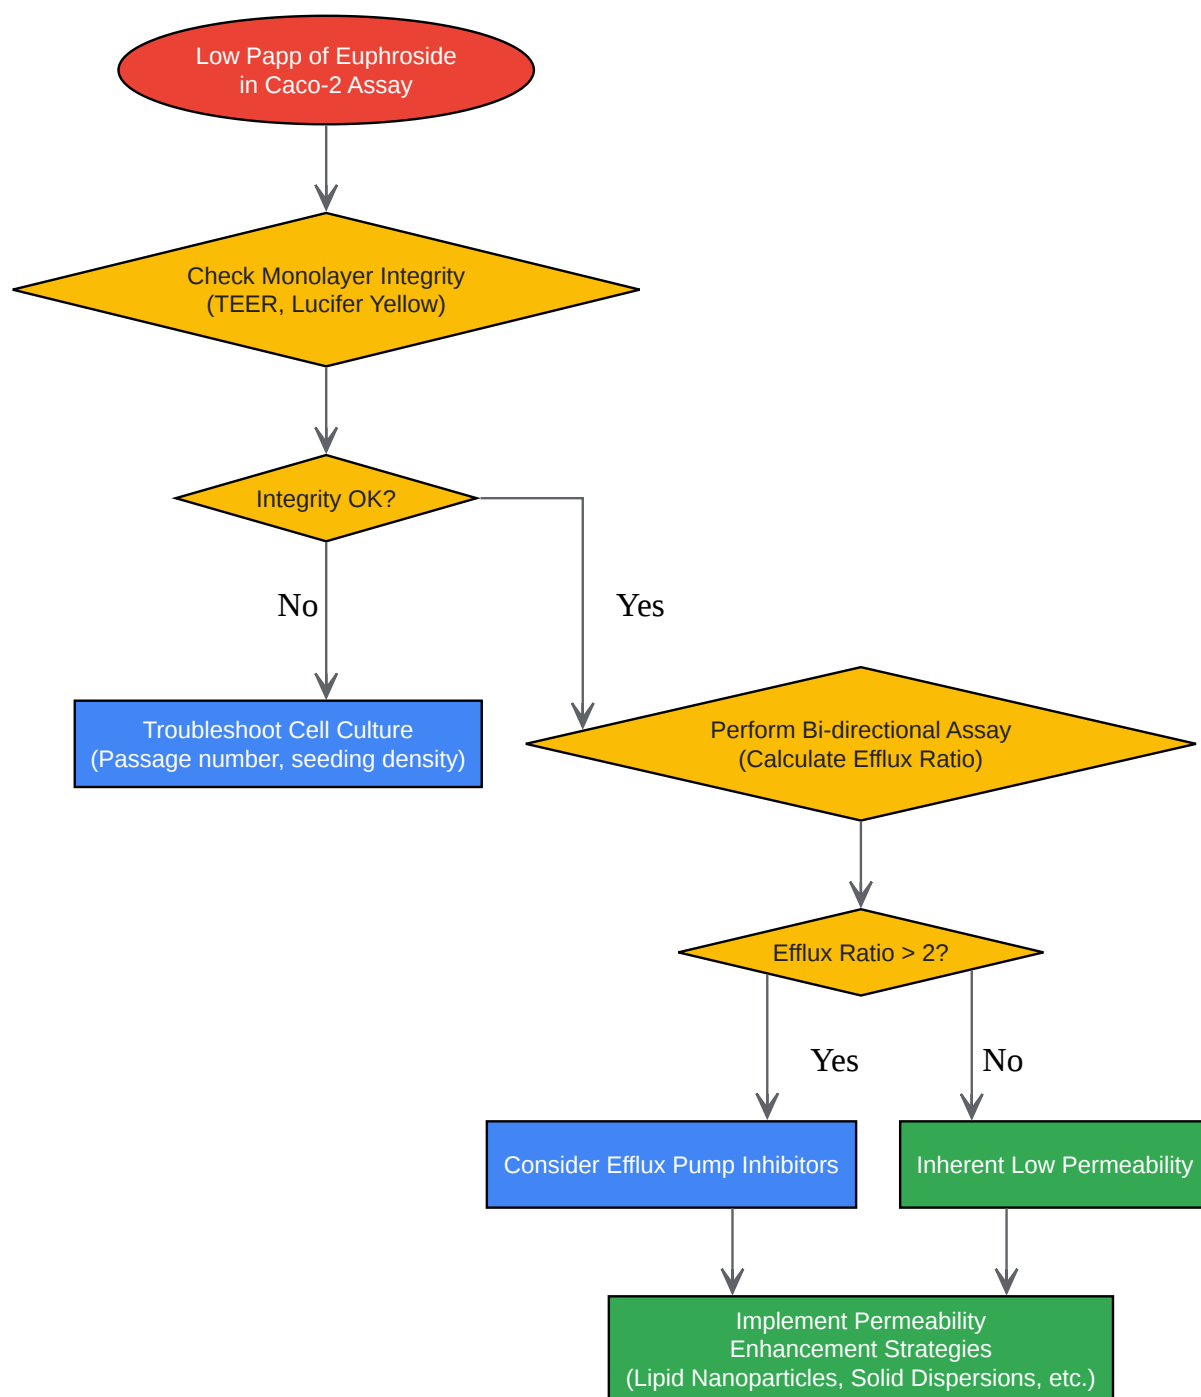 Low Papp of Euphroside
in Caco-2 Assay
Check Monolayer Integrity
(TEER, Lucifer Yellow)
Integrity OK?
No
Yes
Troubleshoot Cell Culture
(Passage number, seeding density)
Perform Bi-directional Assay
(Calculate Efflux Ratio)
Efflux Ratio > 2?
Yes
No
Consider Efflux Pump Inhibitors
Inherent Low Permeability
Implement Permeability
Enhancement Strategies
(Lipid Nanoparticles, Solid Dispersions, etc.)